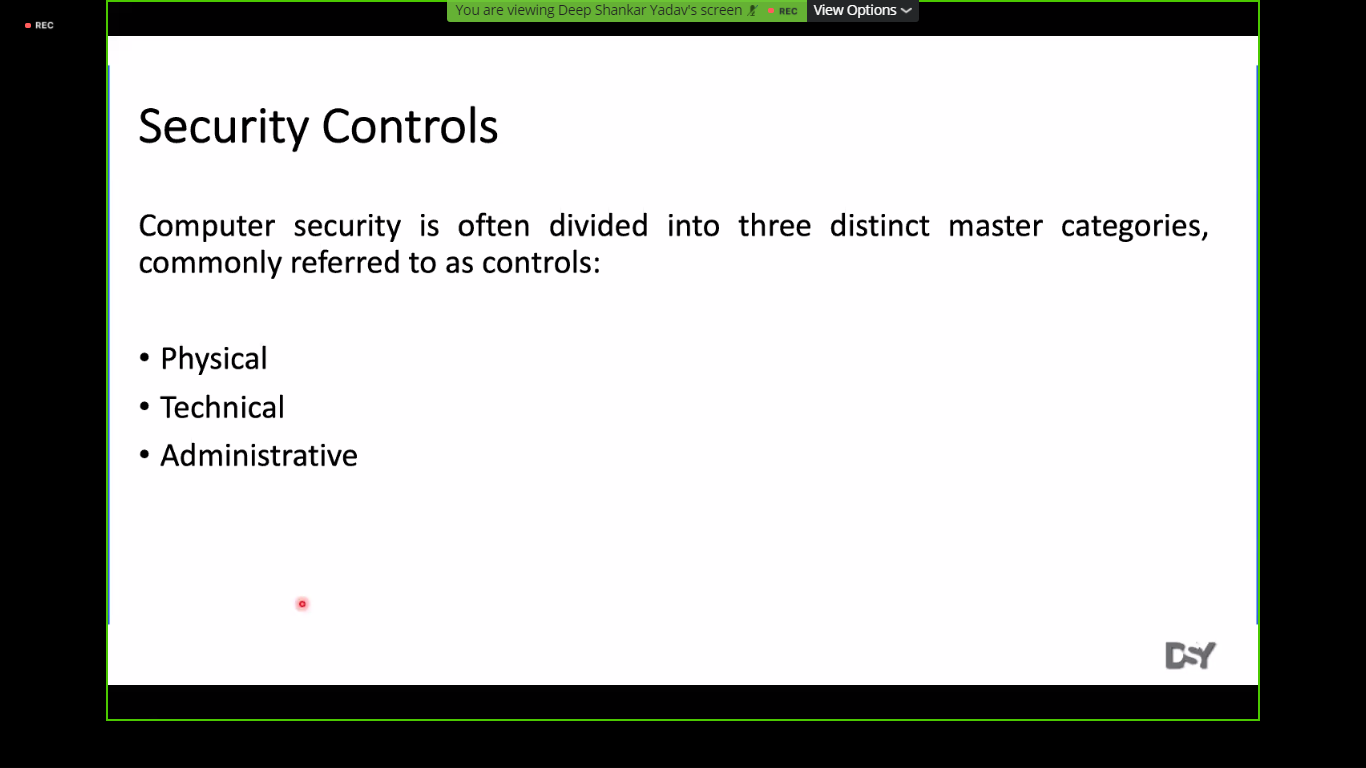 REC
You are viewing Deep Shankar Yadav's screen REC View Options
Security Controls
Computer security is often divided into three distinct master categories,
commonly referred to as controls:
• Physical
• Technical
• Administrative
DSY